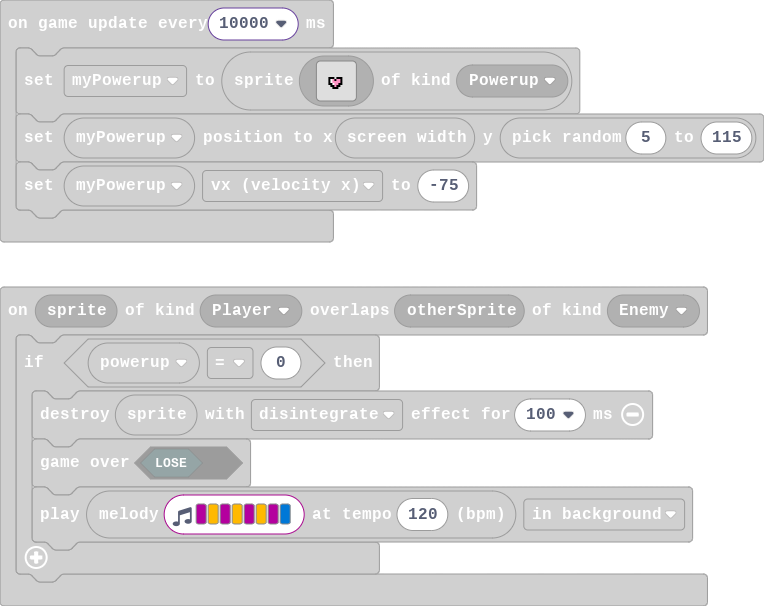 on game update every 10000 ms
set myPowerup to sprite of kind Powerup
set myPowerup position to x screen width y pick random 5 to 115
set myPowerup vx (velocity x) to -75
on sprite of kind Player overlaps otherSprite of kind Enemy
if powerup = 0 then
destroy sprite with disintegrate effect for 100 ms
game over LOSE
play melody at tempo 120 (bpm) in background